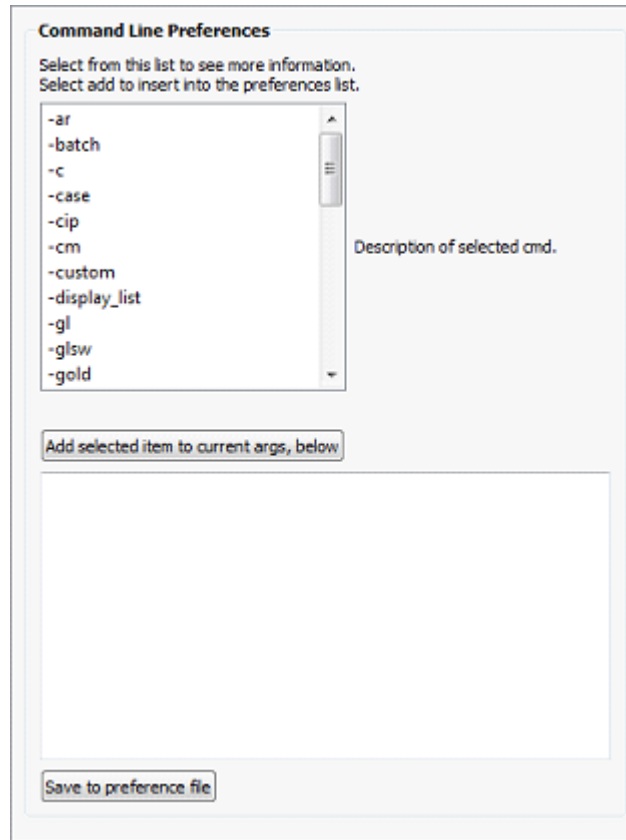 Command Line Preferences
Select from this list to see more information.
Select add to insert into the preferences list.
-ar
-batch
-c
-case
-cip
-cm
-custom
-display_list
-gl
-glsw
-gold
Description of selected cmd.
Add selected item to current args, below
Save to preference file